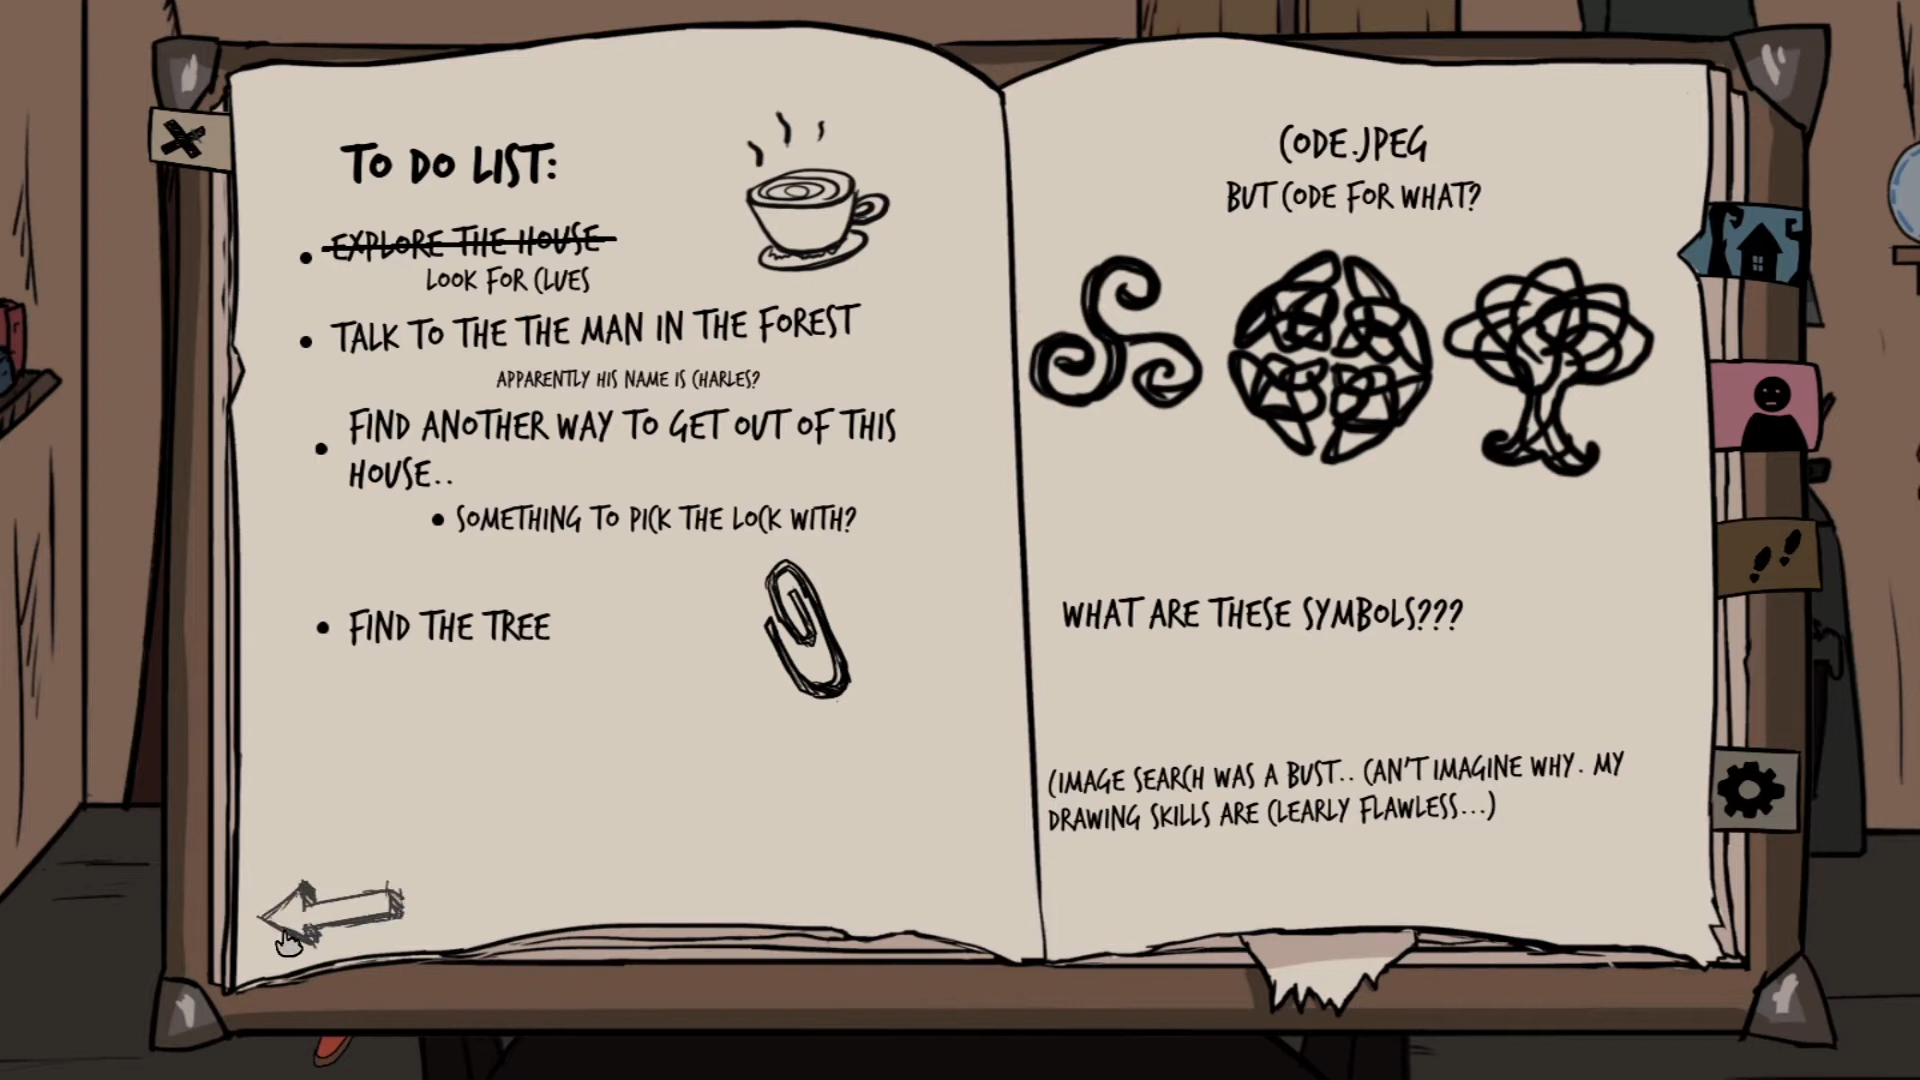 TO DO LIST:
EXPLORE THE HOUSE
LOOK FOR CLUES
TALK TO THE THE MAN IN THE FOREST
APPARENTLY HIS NAME IS CHARLES?
FIND ANOTHER WAY TO GET OUT OF THIS
HOUSE..
SOMETHING TO PICK THE LOCK WITH?
FIND THE TREE
CODE.JPEG
BUT CODE FOR WHAT?
WHAT ARE THESE SYMBOLS???
(IMAGE SEARCH WAS A BUST.. CAN'T IMAGINE WHY. MY
DRAWING SKILLS ARE CLEARLY FLAWLESS...)